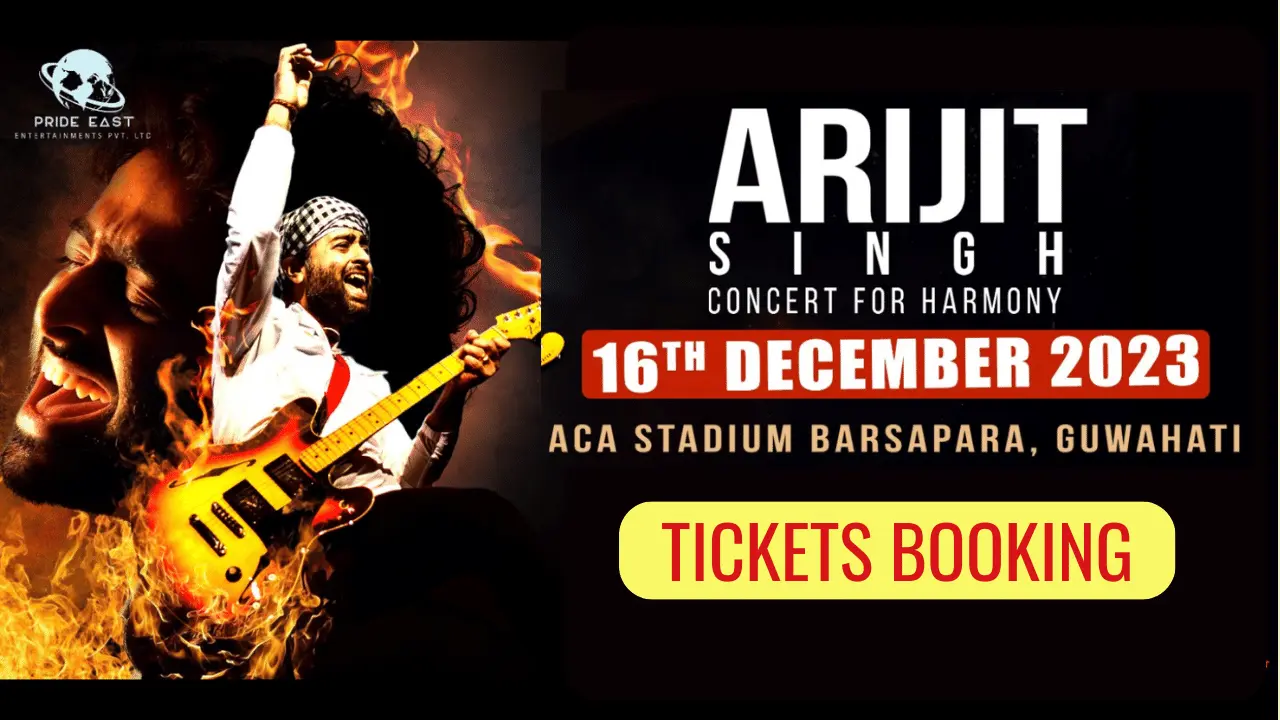 PRIDE EAST
ENTERTAINMENTS PVT. LTD
ARIJIT
SINGH
CONCERT FOR HARMONY
16TH DECEMBER 2023
ACA STADIUM BARSAPARA, GUWAHATI
TICKETS BOOKING